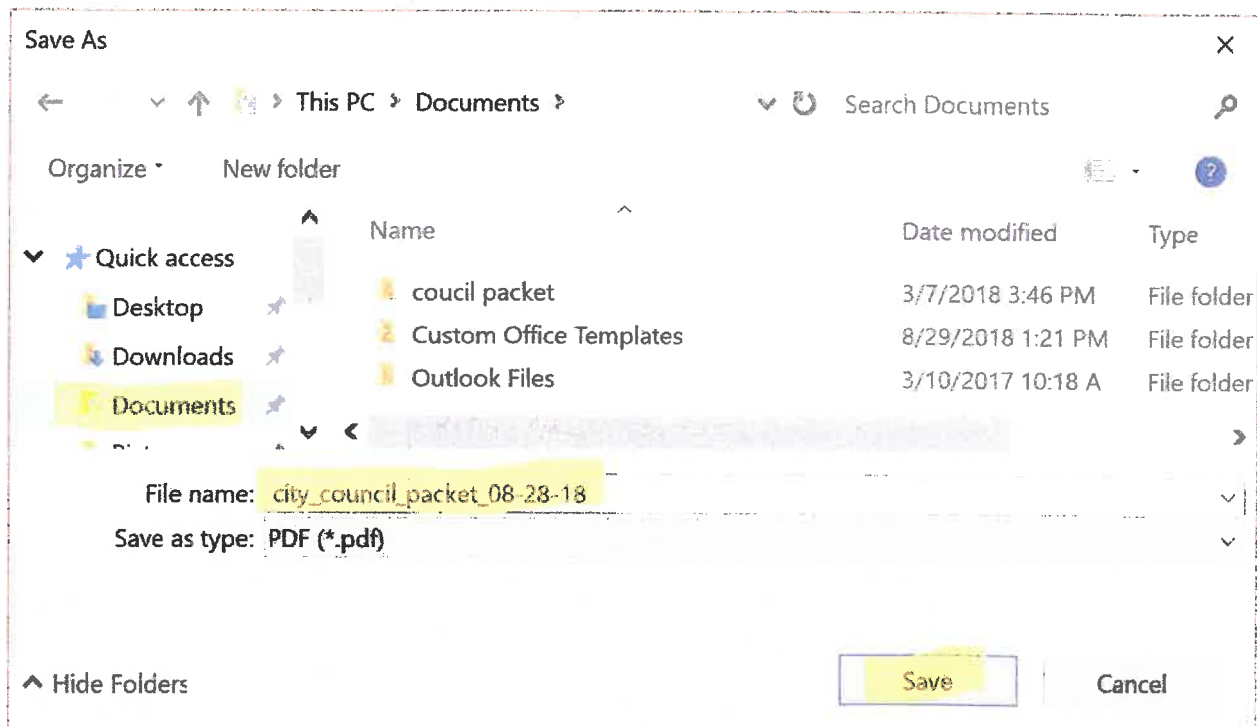 Save As
This PC > Documents >
Search Documents
Organize
New folder
Name
Date modified
Type
Quick access
Desktop
Downloads
Documents
coucil packet 3/7/2018 3:46 PM File folder
Custom Office Templates 8/29/2018 1:21 PM File folder
Outlook Files 3/10/2017 10:18 A File folder
File name: city_council_packet_08-28-18
Save as type: PDF (*.pdf)
Hide Folders
Save
Cancel